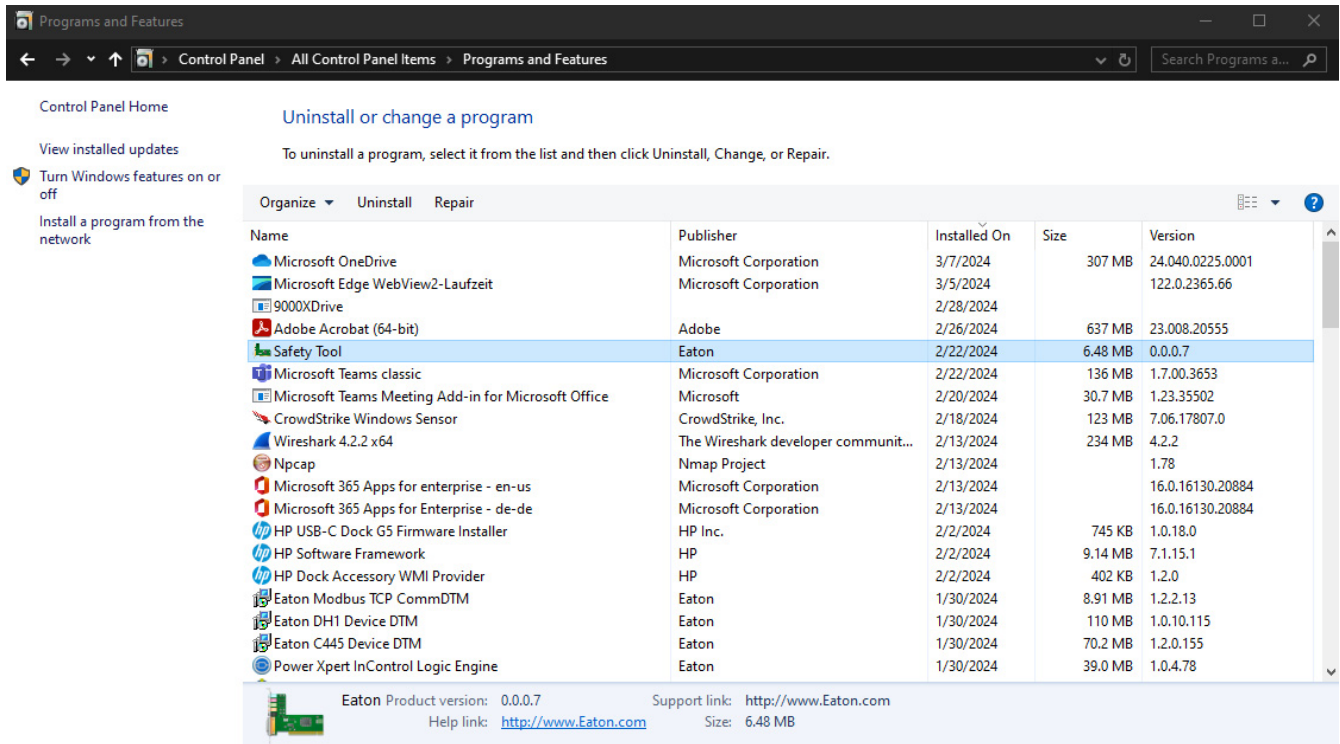 Programs and Features
Control Panel > All Control Panel Items > Programs and Features
Search Programs a...
Control Panel Home
View installed updates
Turn Windows features on or
off
Install a program from the
network
Uninstall or change a program
To uninstall a program, select it from the list and then click Uninstall, Change, or Repair.
Organize Uninstall Repair
Name Publisher Installed On Size Version
Microsoft OneDrive Microsoft Corporation 3/7/2024 307 MB 24.040.0225.0001
Microsoft Edge WebView2-Laufzeit Microsoft Corporation 3/5/2024 122.0.2365.66
9000XDrive 2/28/2024
Adobe Acrobat (64-bit) Adobe 2/26/2024 637 MB 23.008.20555
Safety Tool Eaton 2/22/2024 6.48 MB 0.0.0.7
Microsoft Teams classic Microsoft Corporation 2/22/2024 136 MB 1.7.00.3653
Microsoft Teams Meeting Add-in for Microsoft Office Microsoft 2/20/2024 30.7 MB 1.23.35502
CrowdStrike Windows Sensor CrowdStrike, Inc. 2/18/2024 123 MB 7.06.17807.0
Wireshark 4.2.2 x64 The Wireshark developer communit... 2/13/2024 234 MB 4.2.2
Npcap Nmap Project 2/13/2024 1.78
Microsoft 365 Apps for enterprise - en-us Microsoft Corporation 2/13/2024 16.0.16130.20884
Microsoft 365 Apps for Enterprise - de-de Microsoft Corporation 2/13/2024 16.0.16130.20884
HP USB-C Dock G5 Firmware Installer HP Inc. 2/2/2024 745 KB 1.0.18.0
HP Software Framework HP 2/2/2024 9.14 MB 7.1.15.1
HP Dock Accessory WMI Provider HP 2/2/2024 402 KB 1.2.0
Eaton Modbus TCP CommDTM Eaton 1/30/2024 8.91 MB 1.2.2.13
Eaton DH1 Device DTM Eaton 1/30/2024 110 MB 1.0.10.115
Eaton C445 Device DTM Eaton 1/30/2024 70.2 MB 1.2.0.155
Power Xpert InControl Logic Engine Eaton 1/30/2024 39.0 MB 1.0.4.78
Eaton Product version: 0.0.0.7 Support link: http://www.Eaton.com
Help link: http://www.Eaton.com Size: 6.48 MB